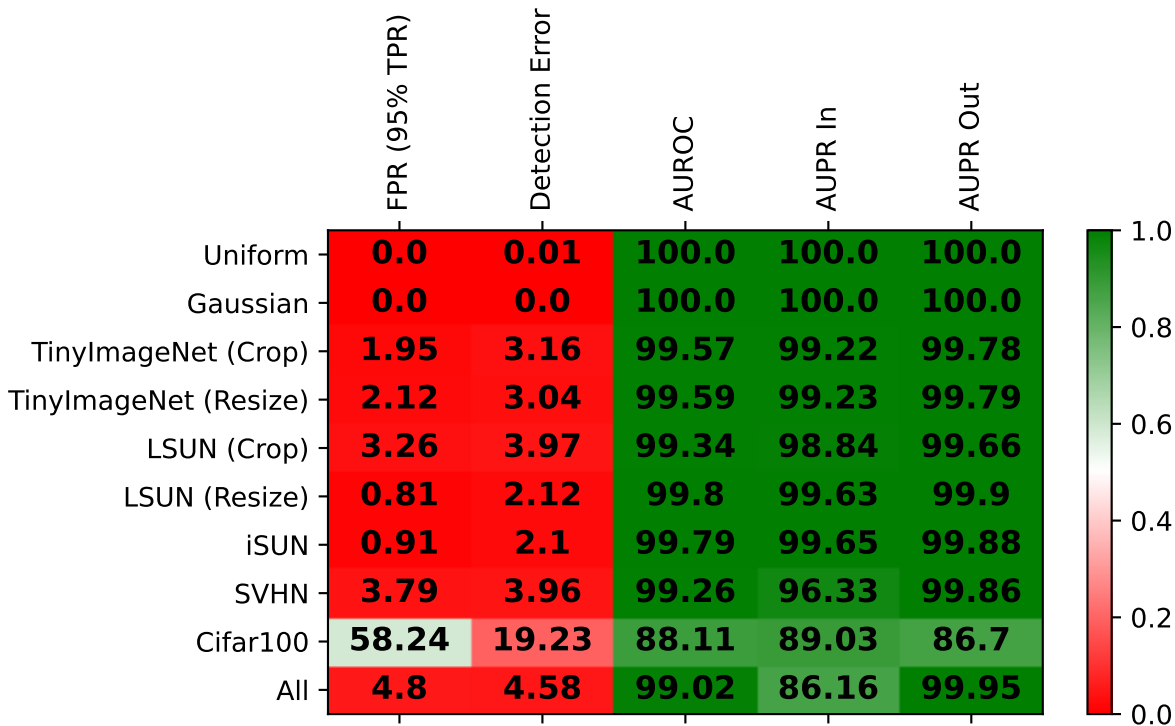 FPR (95% TPR) Detection Error AUROC AUPR In AUPR Out
Uniform 0.0 0.01 100.0 100.0 100.0
Gaussian 0.0 0.0 100.0 100.0 100.0
TinyImageNet (Crop) 1.95 3.16 99.57 99.22 99.78
TinyImageNet (Resize) 2.12 3.04 99.59 99.23 99.79
LSUN (Crop) 3.26 3.97 99.34 98.84 99.66
LSUN (Resize) 0.81 2.12 99.8 99.63 99.9
iSUN 0.91 2.1 99.79 99.65 99.88
SVHN 3.79 3.96 99.26 96.33 99.86
Cifar100 58.24 19.23 88.11 89.03 86.7
All 4.8 4.58 99.02 86.16 99.95
1.0
0.8
0.6
0.4
0.2
0.0